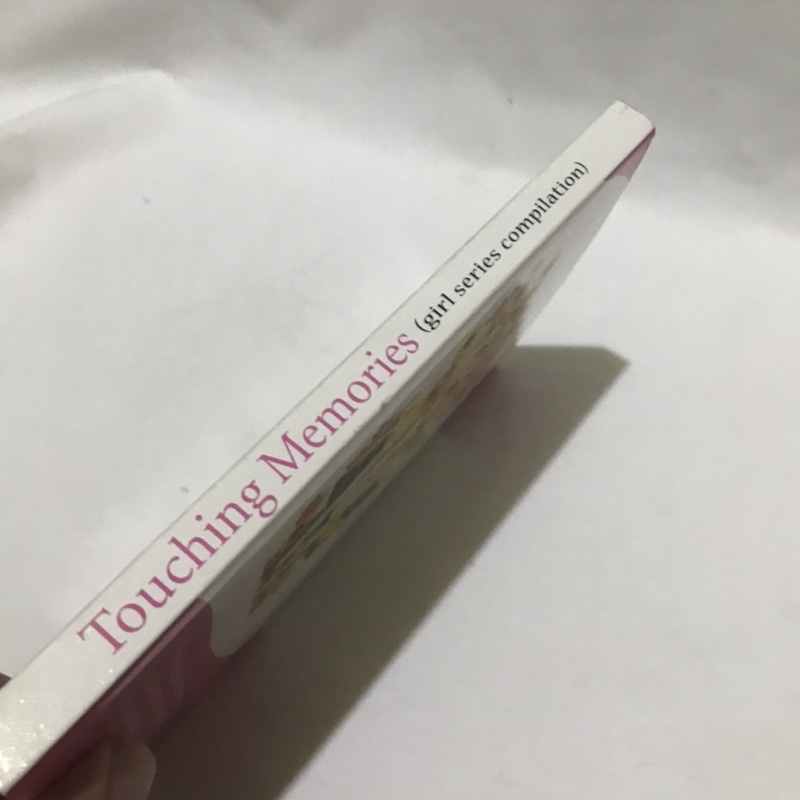 Touching Memories (girl series compilation)